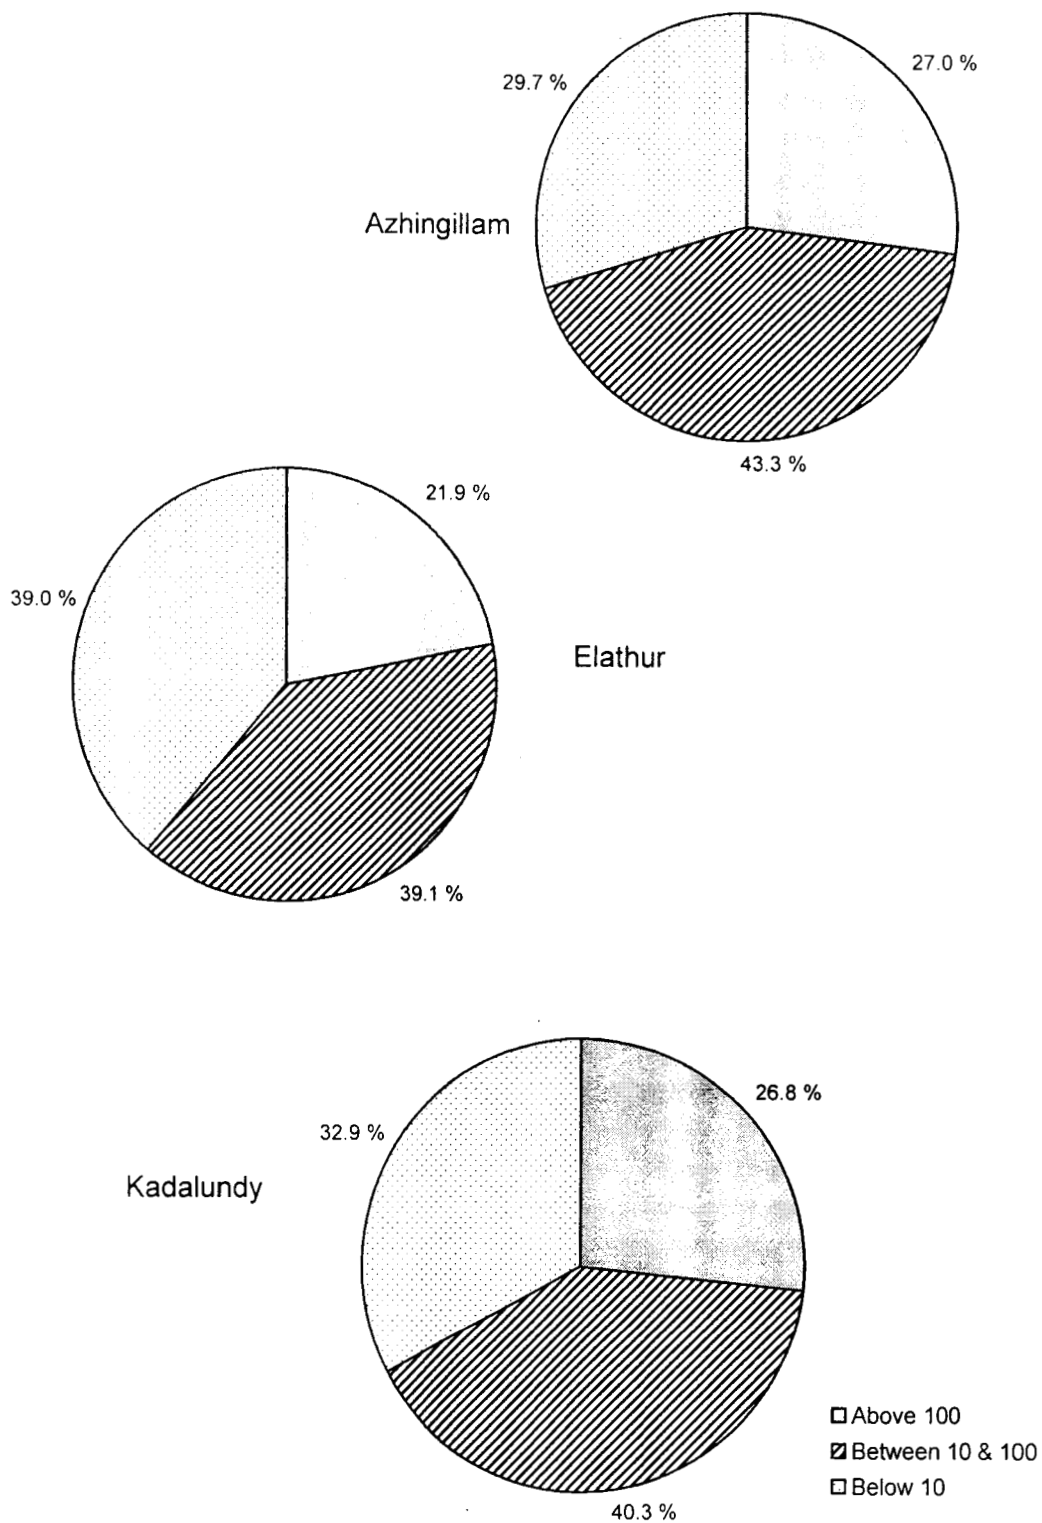 27.0 %
29.7 %
Azhingillam
43.3 %
21.9 %
39.0 %
Elathur
39.1 %
26.8 %
32.9 %
Kadalundy
Above 100
Between 10 & 100
Below 10
40.3 %